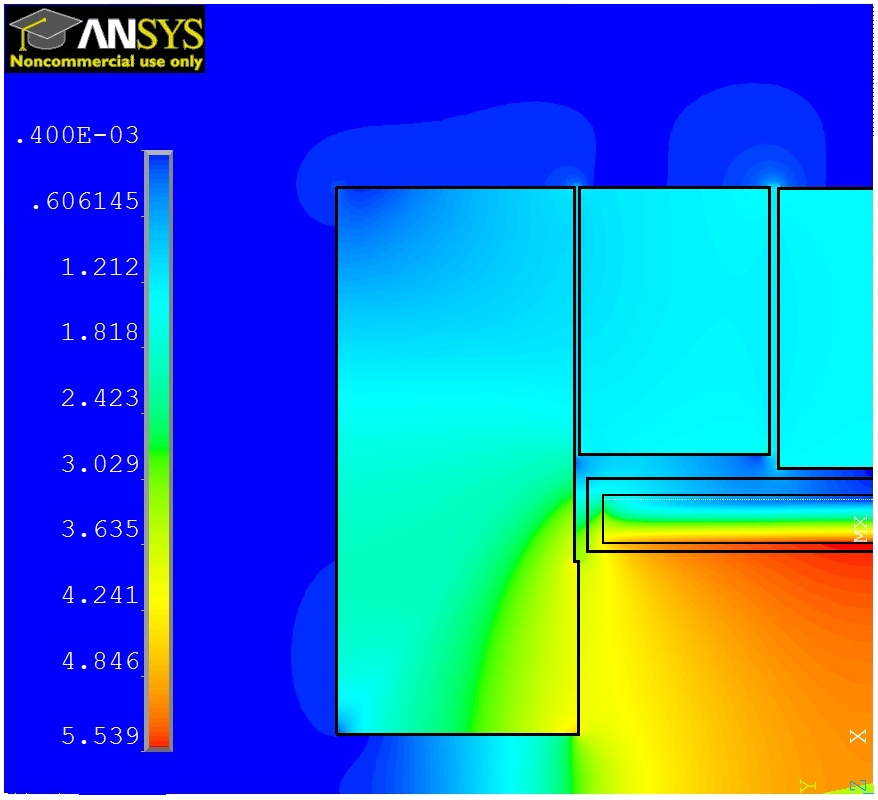 ANSYS
Noncommercial use only
.400E-03
.606145
1.212
1.818
2.423
3.029
3.635
4.241
4.846
5.539
MX
X
Y
Z